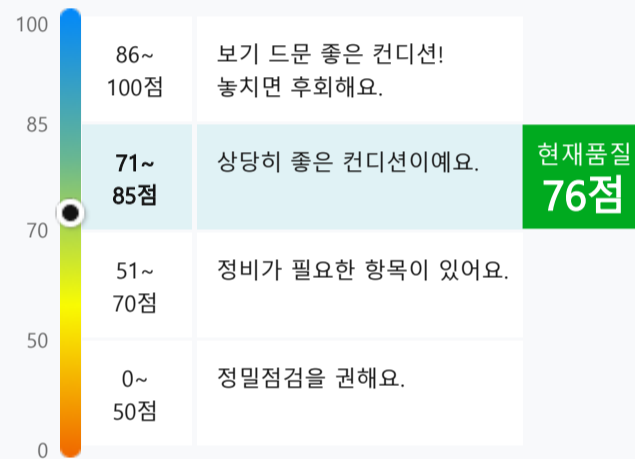 100
86~
100점
보기 드문 좋은 컨디션!
놓치면 후회해요.
85
71~
85점
상당히 좋은 컨디션이예요.
현재품질
76점
70
51~
70점
정비가 필요한 항목이 있어요.
50
0~
50점
정밀점검을 권해요.
0